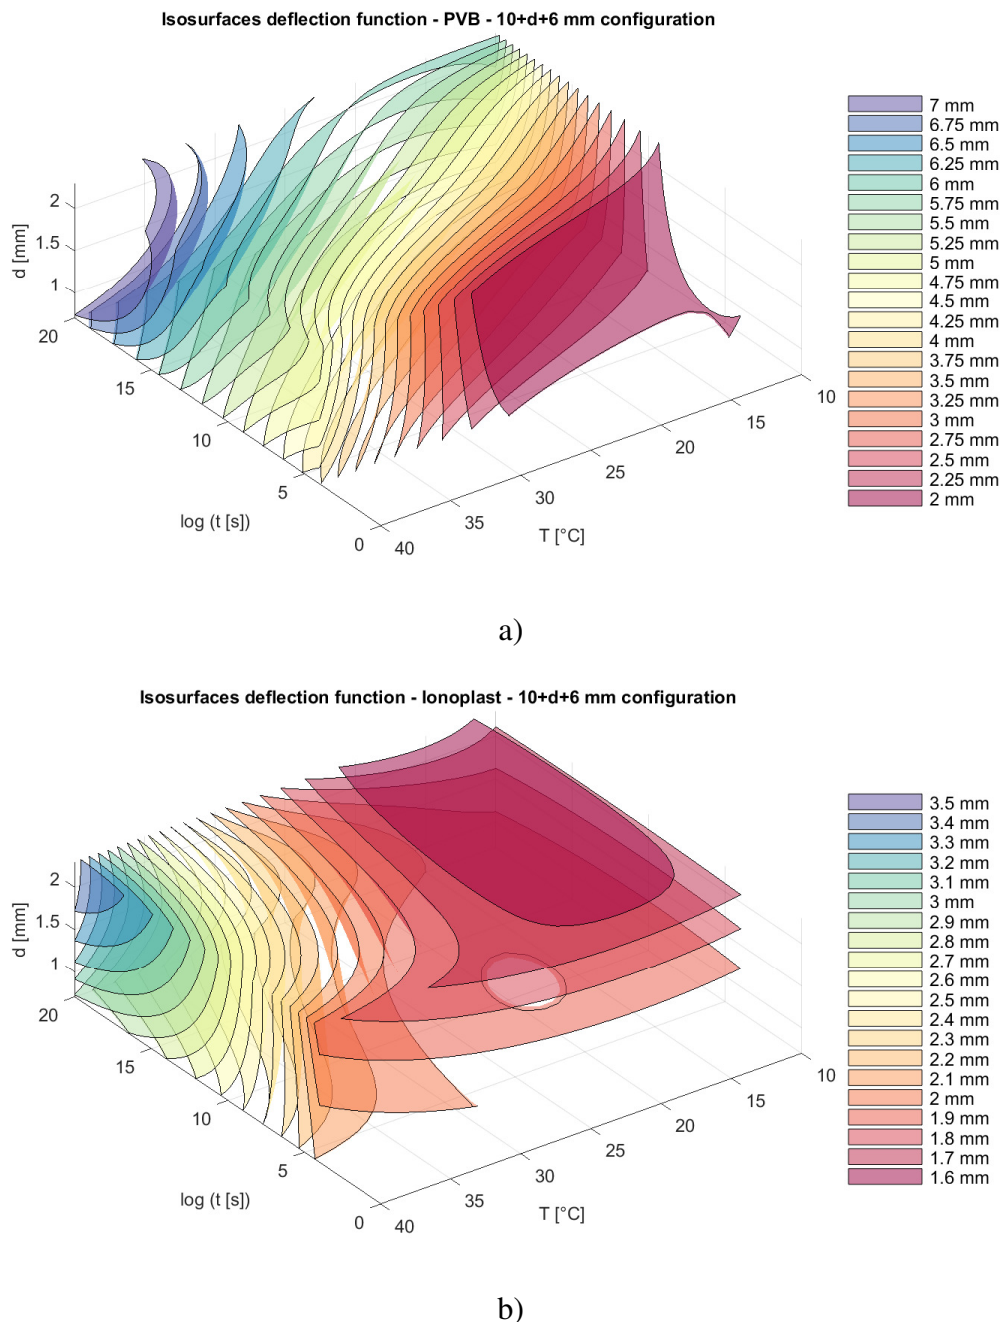 Isosurfaces deflection function - PVB - 10+d+6 mm configuration
7 mm
6.75 mm
6.5 mm
6.25 mm
6 mm
5.75 mm
5.5 mm
5.25 mm
5 mm
4.75 mm
4.5 mm
4.25 mm
4 mm
3.75 mm
3.5 mm
3.25 mm
3 mm
2.75 mm
2.5 mm
2.25 mm
2 mm
d [mm]
2
1.5
1
20
15
10
5
0
log (t [s])
40
35
30
25
20
15
10
T [°C]
a)
Isosurfaces deflection function - Ionoplast - 10+d+6 mm configuration
3.5 mm
3.4 mm
3.3 mm
3.2 mm
3.1 mm
3 mm
2.9 mm
2.8 mm
2.7 mm
2.6 mm
2.5 mm
2.4 mm
2.3 mm
2.2 mm
2.1 mm
2 mm
1.9 mm
1.8 mm
1.7 mm
1.6 mm
d [mm]
2
1.5
1
20
15
10
5
0
log (t [s])
40
35
30
25
20
15
10
T [°C]
b)